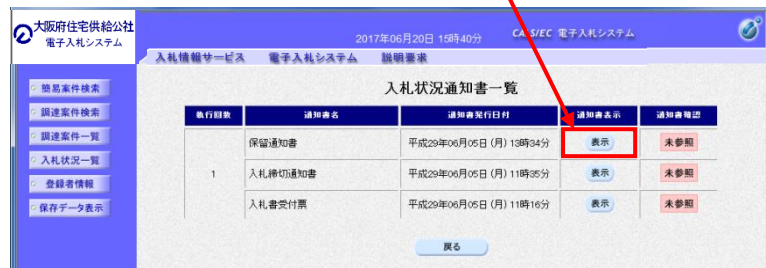 大阪府住宅供給公社
電子入札システム
2017年06月20日 15時40分
CALS/EC 電子入札システム
入札情報サービス 電子入札システム 説明要求
簡易案件検索
調達案件検索
調達案件一覧
入札状況一覧
登録者情報
保存データ表示
入札状況通知書一覧
執行回数 通知書名 通知書発行日付 通知書表示 通知書確認
保留通知書 平成29年06月05日 (月) 13時34分 表示 未参照
1 入札締切通知書 平成29年06月05日 (月) 11時35分 表示 未参照
入札書受付票 平成29年06月05日 (月) 11時16分 表示 未参照
戻る